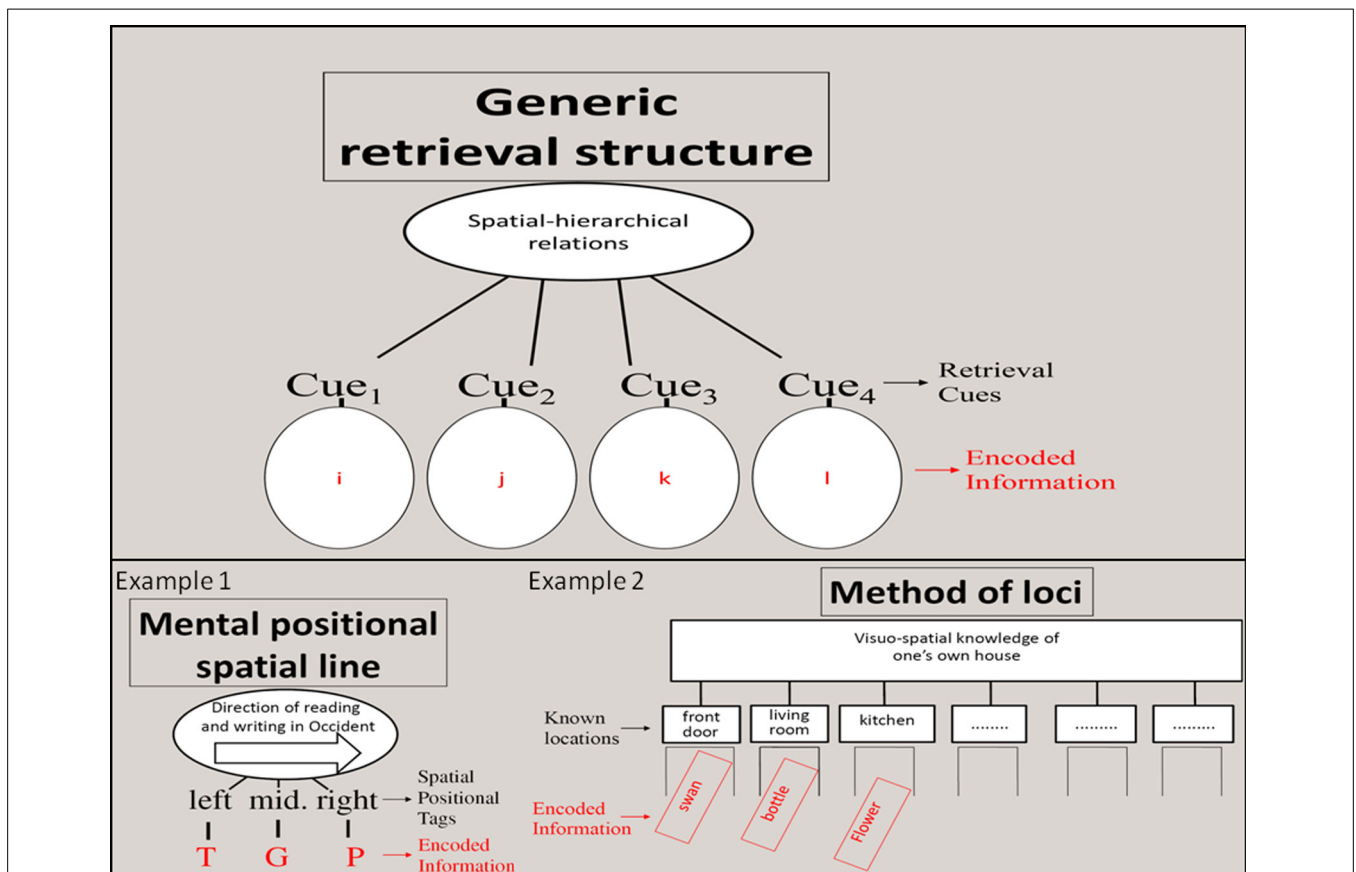 Generic
retrieval structure
Spatial-hierarchical
relations
Cue₁ Cue₂ Cue₃ Cue₄
Retrieval
Cues
i j k l
Encoded
Information
Example 1
Mental positional
spatial line
Direction of reading
and writing in Occident
left mid. right
Spatial
Positional
Tags
T G P
Encoded
Information
Example 2
Method of loci
Visuo-spatial knowledge of
one's own house
Known
locations
front
door
living
room
kitchen
........
.........
.........
Encoded
Information
swan
bottle
Flower